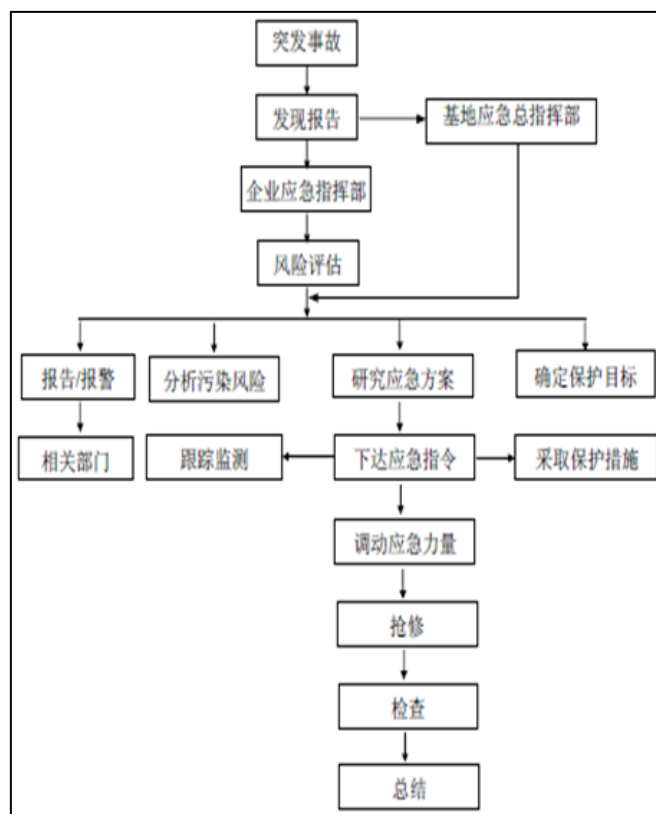 突发事故
发现报告
基地应急总指挥部
企业应急指挥部
风险评估
报告/报警
分析污染风险
研究应急方案
确定保护目标
相关部门
跟踪监测
下达应急指令
采取保护措施
调动应急力量
抢修
检查
总结